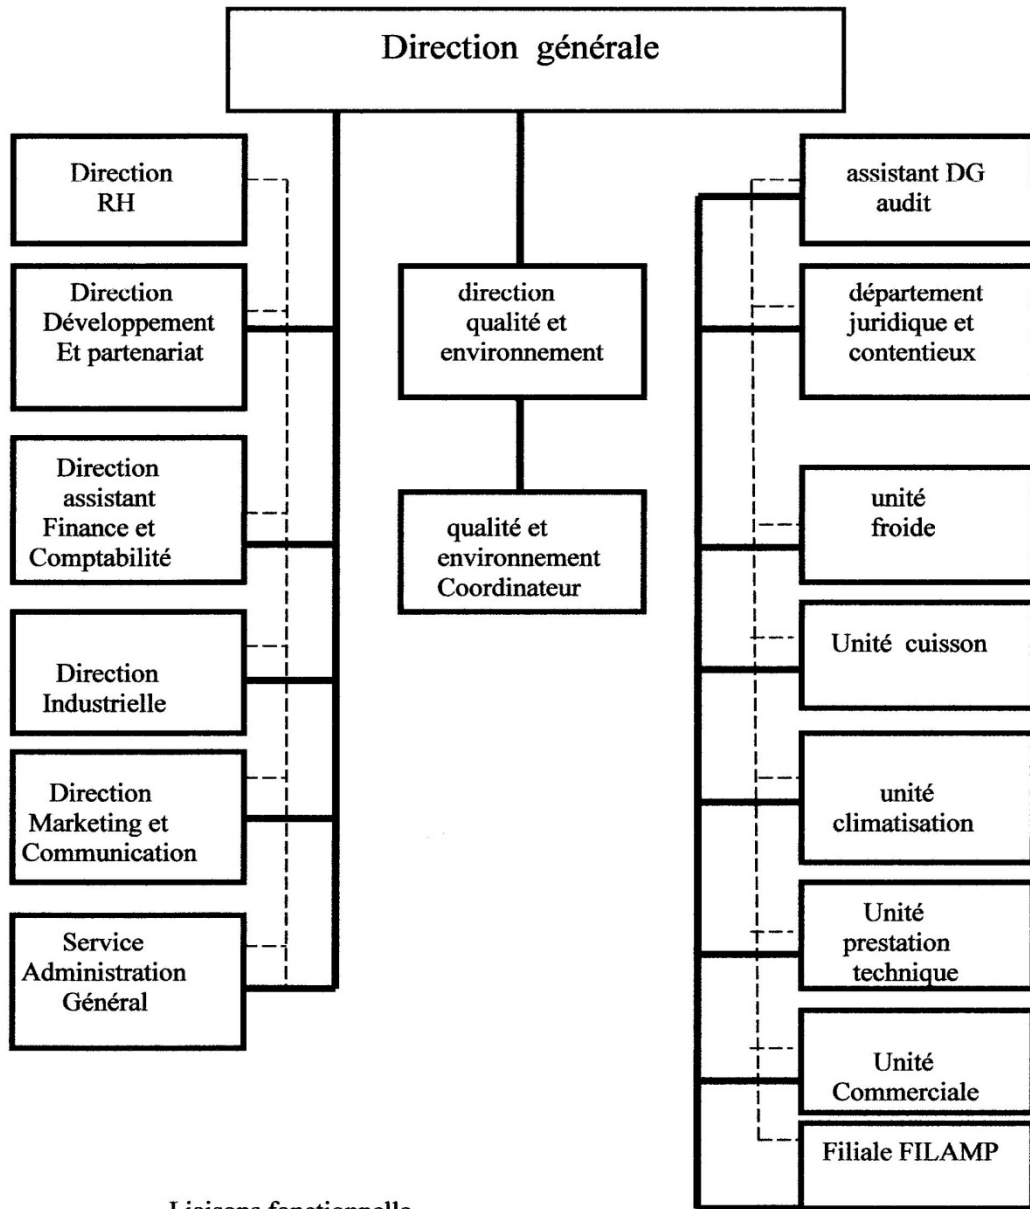 Direction générale
Direction
RH
Direction
Développement
Et partenariat
Direction
assistant
Finance et
Comptabilité
Direction
Industrielle
Direction
Marketing et
Communication
Service
Administration
Général
direction
qualité et
environnement
qualité et
environnement
Coordinateur
assistant DG
audit
département
juridique et
contentieux
unité
froide
Unité cuisson
unité
climatisation
Unité
prestation
technique
Unité
Commerciale
Filiale FILAMP
Liaisons fonctionnelle